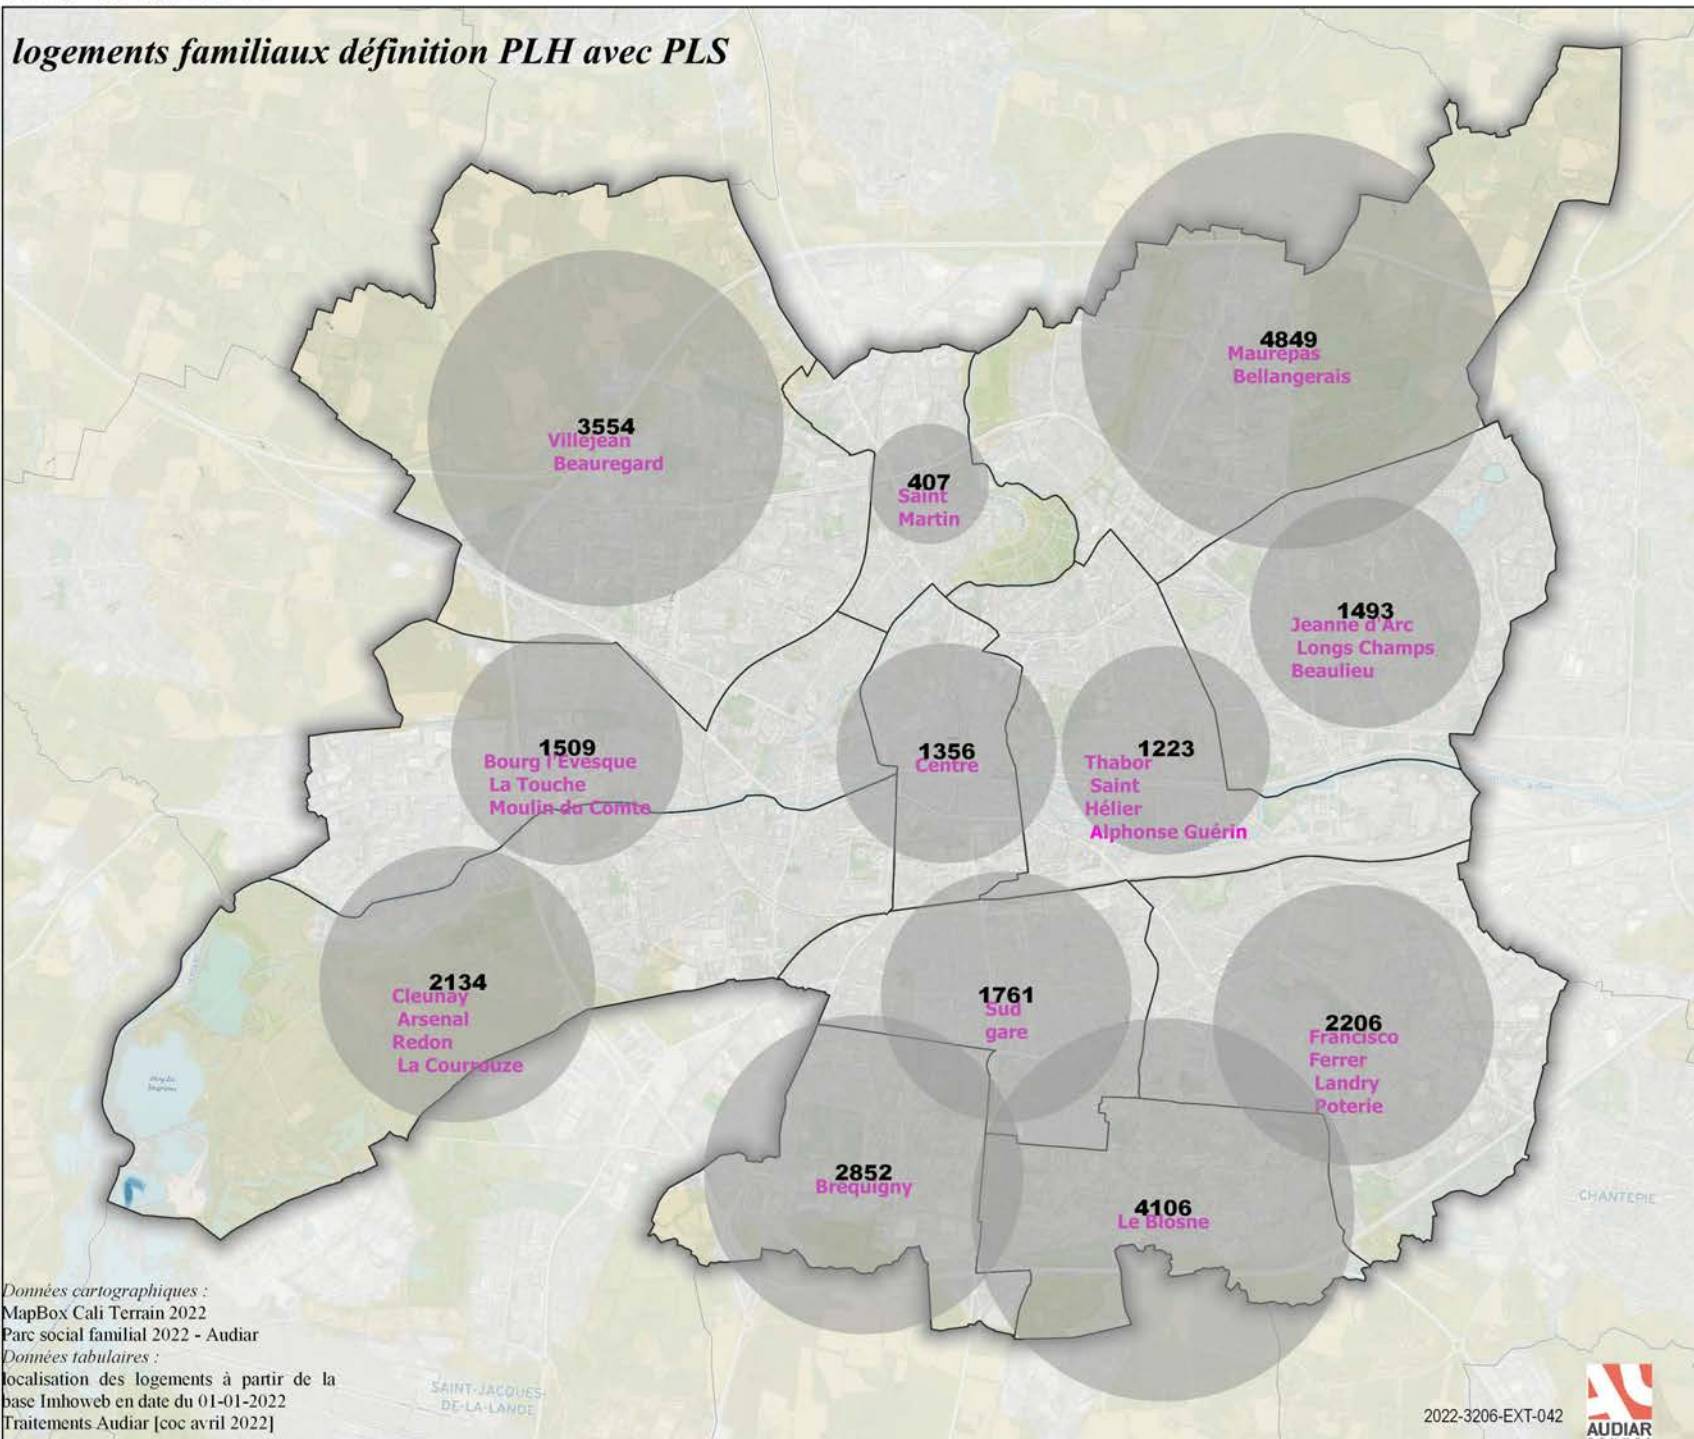 logements familiaux définition PLH avec PLS
4849
Maurepas
Bellangerais
3554
Villejean
Beauregard
407
Saint
Martin
1493
Jeanne d'Arc
Longs Champs
Beaulieu
1509
Bourg l'Evesque
La Touche
Moulin du Comte
1356
Centre
1223
Thabor
Saint
Hélier
Alphonse Guérin
2134
Cleunay
Arsenal
Redon
La Courrouze
1761
Sud
gare
2206
Francisco
Ferrer
Landry
Poterie
2852
Brequigny
4106
Le Blosne
CHANTEPIE
SAINT-JACQUES-
DE-LA-LANDE
Données cartographiques :
MapBox Cali Terrain 2022
Parc social familial 2022 - Audiar
Données tabulaires :
localisation des logements à partir de la
base Imhoweb en date du 01-01-2022
Traitements Audiar [coc avril 2022]
2022-3206-EXT-042
AUDIAR